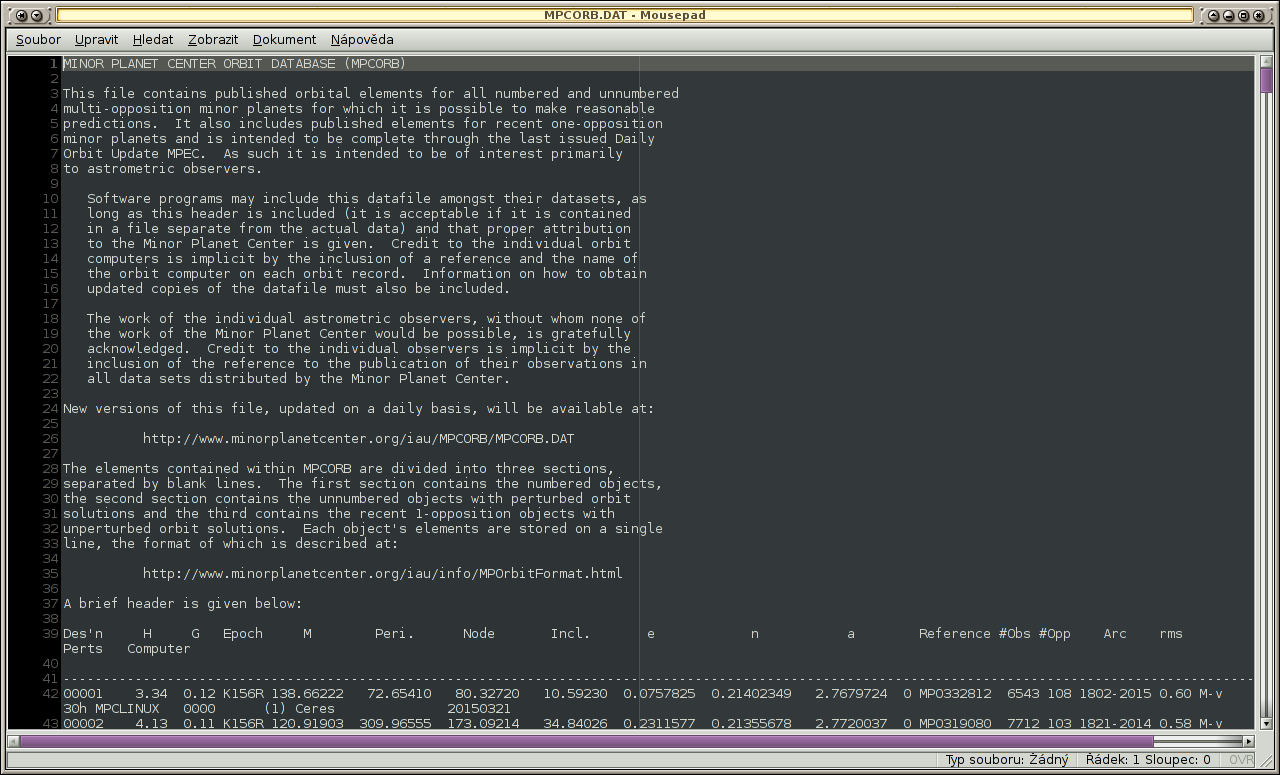 MPCORB.DAT - Mousepad
Soubor Upravit Hledat Zobrazit Dokument Nápověda
1 MINOR PLANET CENTER ORBIT DATABASE (MPCORB)
2
3 This file contains published orbital elements for all numbered and unnumbered
4 multi-opposition minor planets for which it is possible to make reasonable
5 predictions.  It also includes published elements for recent one-opposition
6 minor planets and is intended to be complete through the last issued Daily
7 Orbit Update MPEC.  As such it is intended to be of interest primarily
8 to astrometric observers.
9
10    Software programs may include this datafile amongst their datasets, as
11    long as this header is included (it is acceptable if it is contained
12    in a file separate from the actual data) and that proper attribution
13    to the Minor Planet Center is given.  Credit to the individual orbit
14    computers is implicit by the inclusion of a reference and the name of
15    the orbit computer on each orbit record.  Information on how to obtain
16    updated copies of the datafile must also be included.
17
18    The work of the individual astrometric observers, without whom none of
19    the work of the Minor Planet Center would be possible, is gratefully
20    acknowledged.  Credit to the individual observers is implicit by the
21    inclusion of the reference to the publication of their observations in
22    all data sets distributed by the Minor Planet Center.
23
24 New versions of this file, updated on a daily basis, will be available at:
25
26           http://www.minorplanetcenter.org/iau/MPCORB/MPCORB.DAT
27
28 The elements contained within MPCORB are divided into three sections,
29 separated by blank lines.  The first section contains the numbered objects,
30 the second section contains the unnumbered objects with perturbed orbit
31 solutions and the third contains the recent 1-opposition objects with
32 unperturbed orbit solutions.  Each object's elements are stored on a single
33 line, the format of which is described at:
34
35           http://www.minorplanetcenter.org/iau/info/MPOrbitFormat.html
36
37 A brief header is given below:
38
39 Des'n     H     G   Epoch     M        Peri.      Node       Incl.       e            n           a        Reference #Obs #Opp    Arc    rms
Perts   Computer
40
41 ------------------------------------------------------------------------------------------------------------------------------------------------------
42 00001    3.34  0.12 K156R 138.66222   72.65410   80.32720   10.59230  0.0757825  0.21402349   2.7679724  0 MP0332812  6543 108 1802-2015 0.60 M-v
30h MPCLINUX   0000      (1) Ceres              20150321
43 00002    4.13  0.11 K156R 120.91903  309.96555  173.09214   34.84026  0.2311577  0.21355678   2.7720037  0 MP0319080  7712 103 1821-2014 0.58 M-v
Typ souboru: Žádný Řádek: 1 Sloupec: 0 OVR